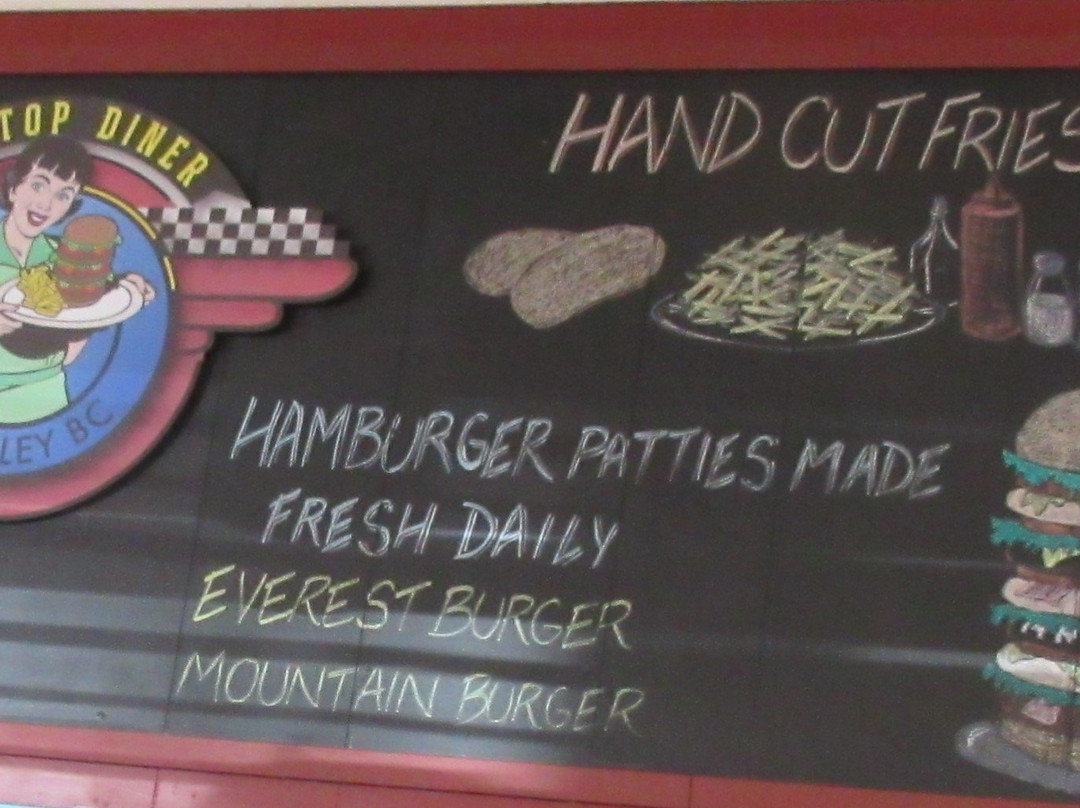 TOP DINER
LEY BC
HAND CUT FRIES
HAMBURGER PATTIES MADE
FRESH DAILY
EVEREST BURGER
MOUNTAIN BURGER